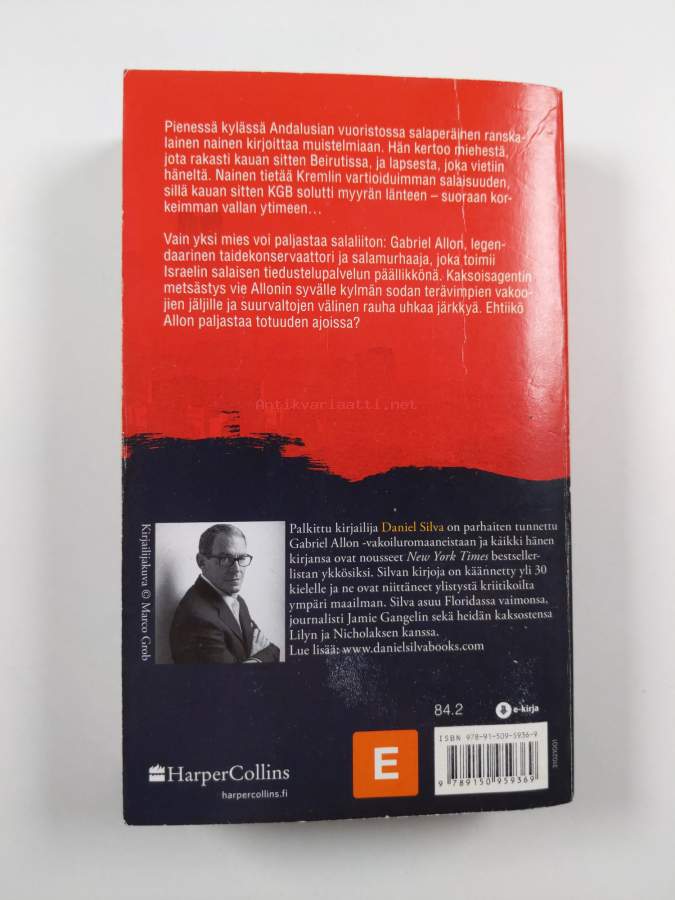 Pienessä kylässä Andalusian vuoristossa salaperäinen ranska-
lainen nainen kirjoittaa muistelmiaan. Hän kertoo miehestä,
jota rakasti kauan sitten Beirutissa, ja lapsesta, joka vietiin
häneltä. Nainen tietää Kremlin vartioiduimman salaisuuden,
sillä kauan sitten KGB solutti myyrän länteen – suoraan kor-
keimman vallan ytimeen…
Vain yksi mies voi paljastaa salaliiton: Gabriel Allon, legen-
daarinen taidekonservaattori ja salamurhaaja, joka toimii
Israelin salaisen tiedustelupalvelun päällikkönä. Kaksoisagentin
metsästys vie Allonin syvälle kylmän sodan terävimpien vakoo-
jien jäljille ja suurvaltojen välinen rauha uhkaa järkkyä. Ehtiikö
Allon paljastaa totuuden ajoissa?
Antikvariaatti.net
Kirjailijakuva © Marco Grob
Palkittu kirjailija Daniel Silva on parhaiten tunnettu
Gabriel Allon -vakoiluromaaneistaan ja kaikki hänen
kirjansa ovat nousseet New York Times bestseller-
listan ykkösiksi. Silvan kirjoja on käännetty yli 30
kielelle ja ne ovat niittäneet ylistystä kriitikoilta
ympäri maailman. Silva asuu Floridassa vaimonsa,
journalisti Jamie Gangelin sekä heidän kaksostensa
Lilyn ja Nicholaksen kanssa.
Lue lisää: www.danielsilvabooks.com
84.2
e-kirja
ISBN 978-91-509-5936-9
9 789150 959369
E
HarperCollins
harpercollins.fi